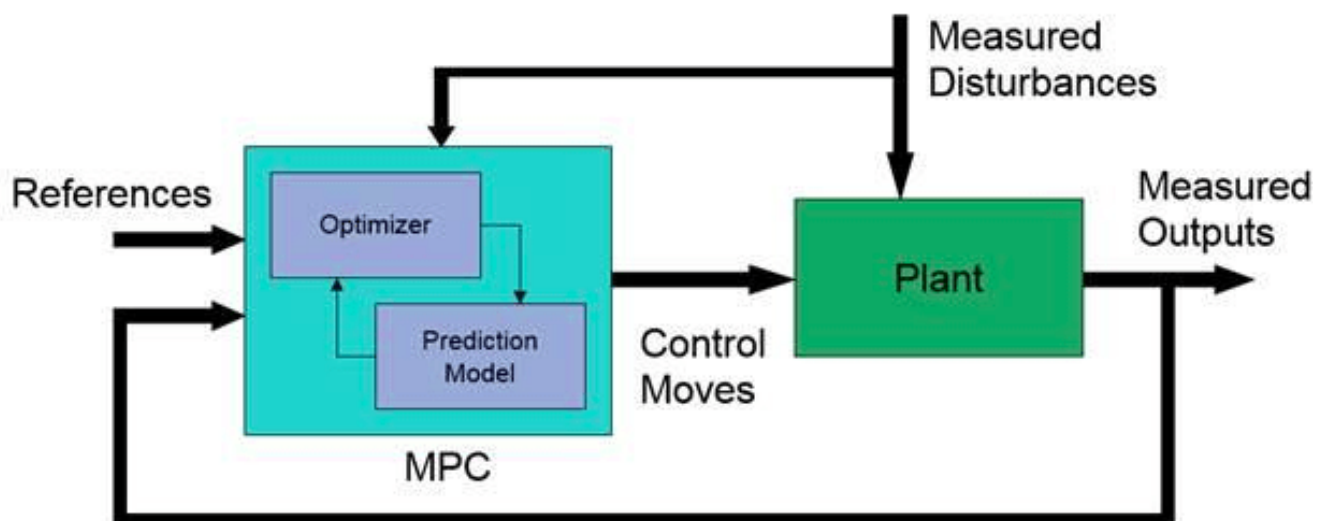 Measured
Disturbances
References
Optimizer
Prediction
Model
MPC
Control
Moves
Plant
Measured
Outputs